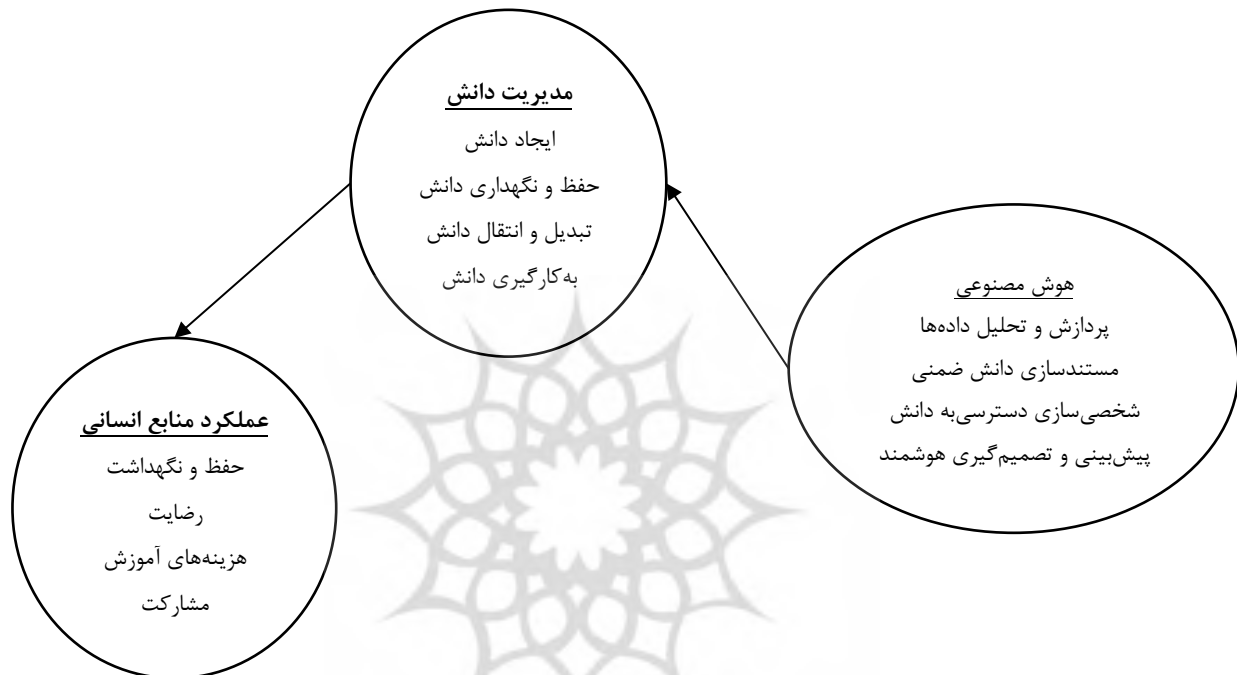 مدیریت دانش
ایجاد دانش
حفظ و نگهداری دانش
تبدیل و انتقال دانش
به‌کارگیری دانش
هوش مصنوعی
پردازش و تحلیل داده‌ها
مستندسازی دانش ضمنی
شخصی‌سازی دسترسی‌به دانش
پیش‌بینی و تصمیم‌گیری هوشمند
عملکرد منابع انسانی
حفظ و نگهداشت
رضایت
هزینه‌های آموزش
مشارکت